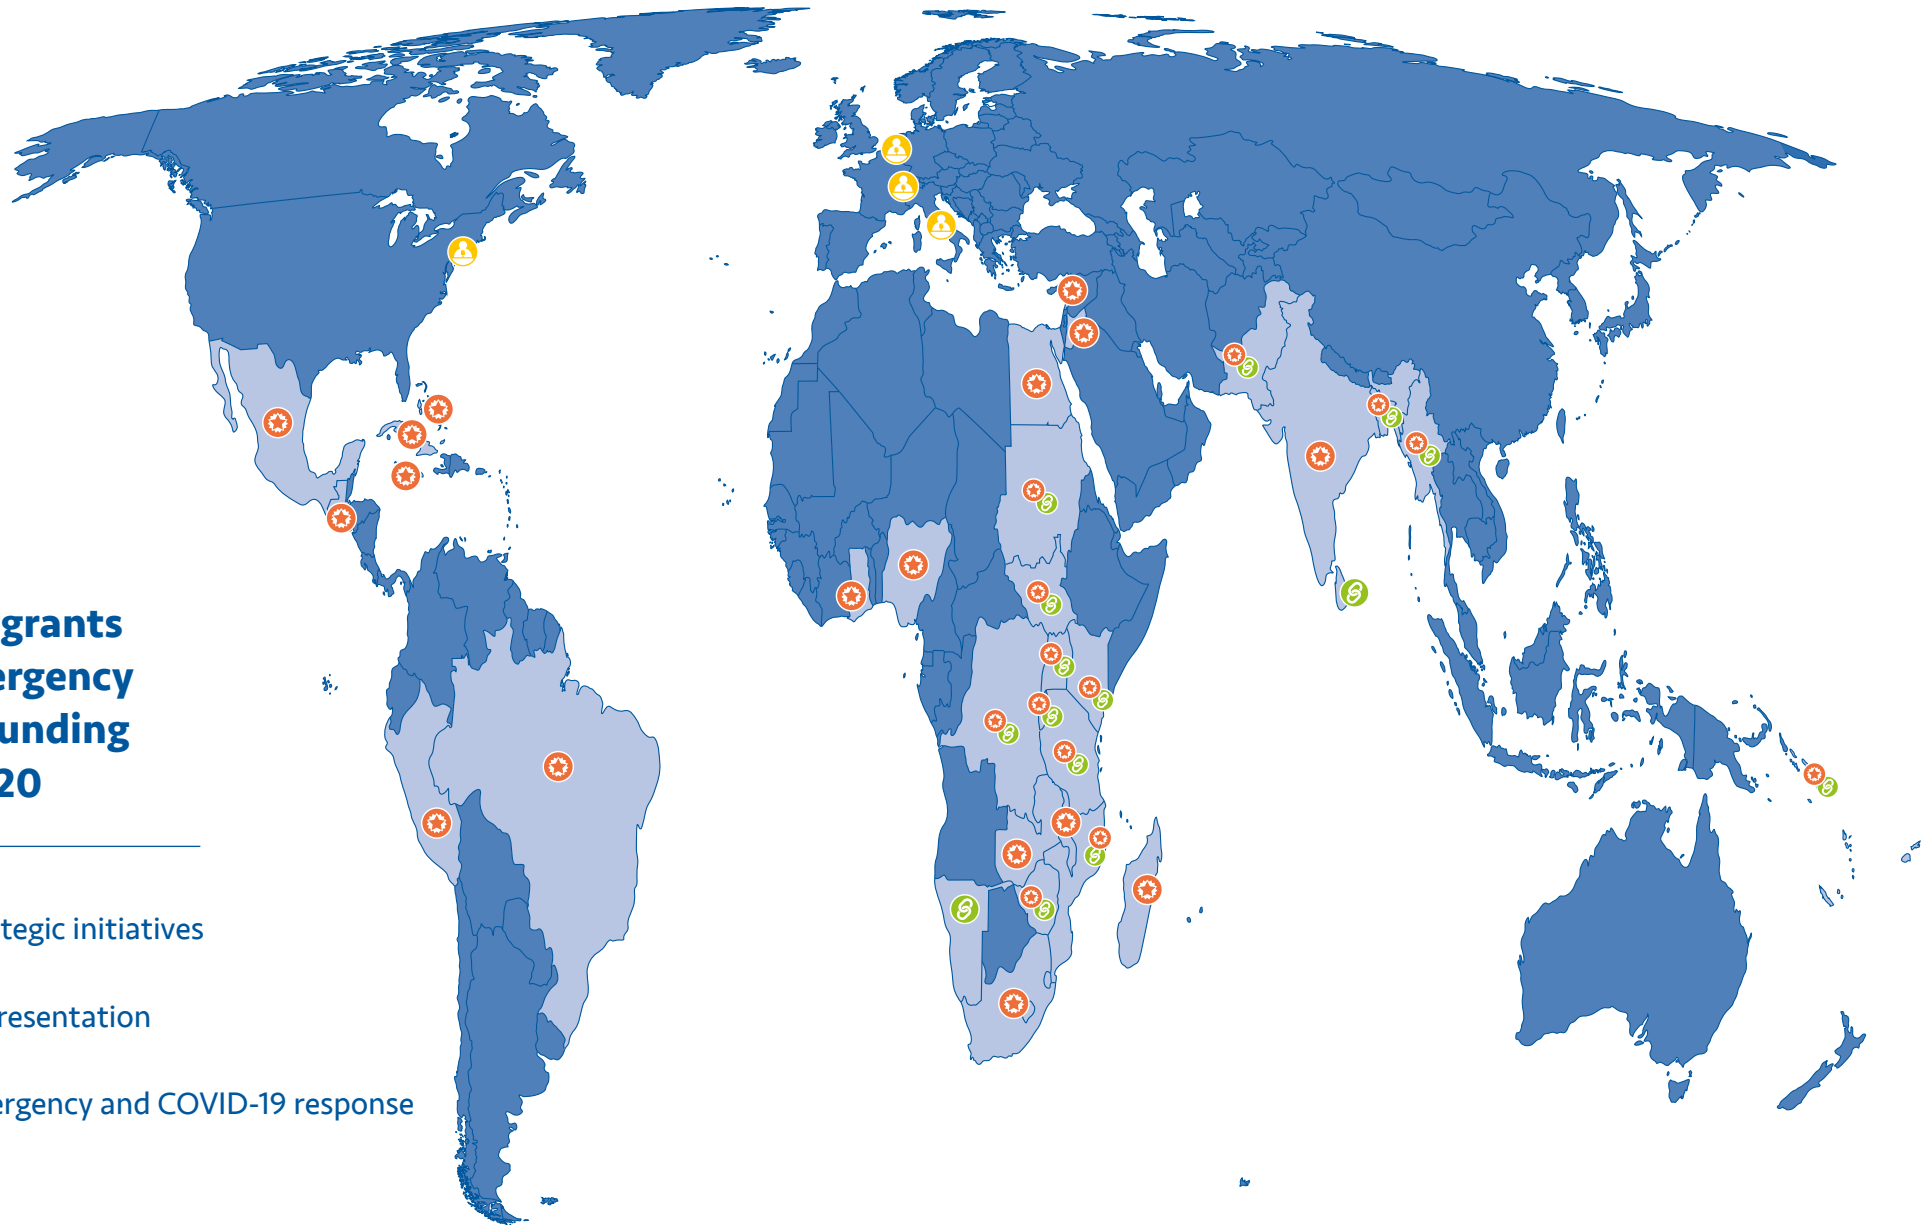 grants
ergency
unding
20
tegic initiatives
resentation
ergency and COVID-19 response